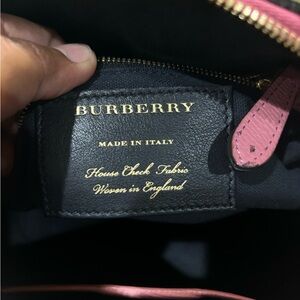 BURBERRY
MADE IN ITALY
House Check Fabric
Woven in England